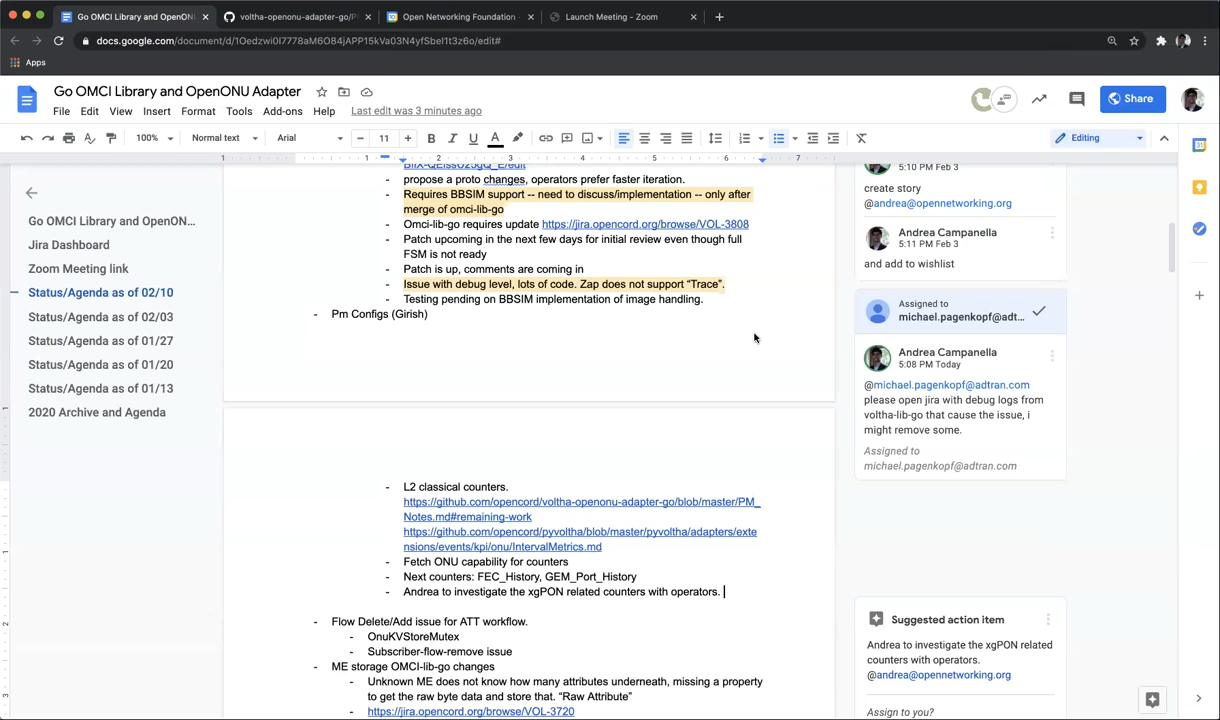 Go OMCI Library and OpenONU
voltha-openonu-adapter-go/P
Open Networking Foundation -
Launch Meeting - Zoom
docs.google.com/document/d/1Oedzwi0I7778aM6O84jAPP15kVa03N4yfSbeI1t3z6o/edit#
Apps
Go OMCI Library and OpenONU Adapter
File Edit View Insert Format Tools Add-ons Help Last edit was 3 minutes ago
Share
100% Normal text Arial 11 Editing
1 1 2 3 4 5 6 7
Go OMCI Library and OpenON...
Jira Dashboard
Zoom Meeting link
Status/Agenda as of 02/10
Status/Agenda as of 02/03
Status/Agenda as of 01/27
Status/Agenda as of 01/20
Status/Agenda as of 01/13
2020 Archive and Agenda
- propose a proto changes, operators prefer faster iteration.
- Requires BBSIM support -- need to discuss/implementation -- only after
merge of omci-lib-go
- Omci-lib-go requires update https://jira.opencord.org/browse/VOL-3808
- Patch upcoming in the next few days for initial review even though full
FSM is not ready
- Patch is up, comments are coming in
- Issue with debug level, lots of code. Zap does not support “Trace”.
- Testing pending on BBSIM implementation of image handling.
- Pm Configs (Girish)
- L2 classical counters.
https://github.com/opencord/voltha-openonu-adapter-go/blob/master/PM_
Notes.md#remaining-work
https://github.com/opencord/pyvoltha/blob/master/pyvoltha/adapters/exte
nsions/events/kpi/onu/IntervalMetrics.md
- Fetch ONU capability for counters
- Next counters: FEC_History, GEM_Port_History
- Andrea to investigate the xgPON related counters with operators.
- Flow Delete/Add issue for ATT workflow.
- OnuKVStoreMutex
- Subscriber-flow-remove issue
- ME storage OMCI-lib-go changes
- Unknown ME does not know how many attributes underneath, missing a property
to get the raw byte data and store that. “Raw Attribute”
- https://jira.opencord.org/browse/VOL-3720
5:10 PM Feb 3
create story
@andrea@opennetworking.org
Andrea Campanella
5:11 PM Feb 3
and add to wishlist
Assigned to
michael.pagenkopf@adt...
Andrea Campanella
5:08 PM Today
@michael.pagenkopf@adtran.com
please open jira with debug logs from
voltha-lib-go that cause the issue, i
might remove some.
Assigned to
michael.pagenkopf@adtran.com
Suggested action item
Andrea to investigate the xgPON related
counters with operators.
@andrea@opennetworking.org
Assign to you?